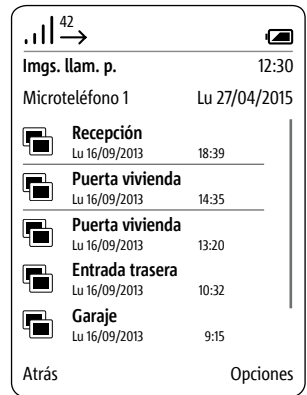 42
Imgs. llam. p. 12:30
Microteléfono 1 Lu 27/04/2015
Recepción
Lu 16/09/2013 18:39
Puerta vivienda
Lu 16/09/2013 14:35
Puerta vivienda
Lu 16/09/2013 13:20
Entrada trasera
Lu 16/09/2013 10:32
Garaje
Lu 16/09/2013 9:15
Atrás Opciones